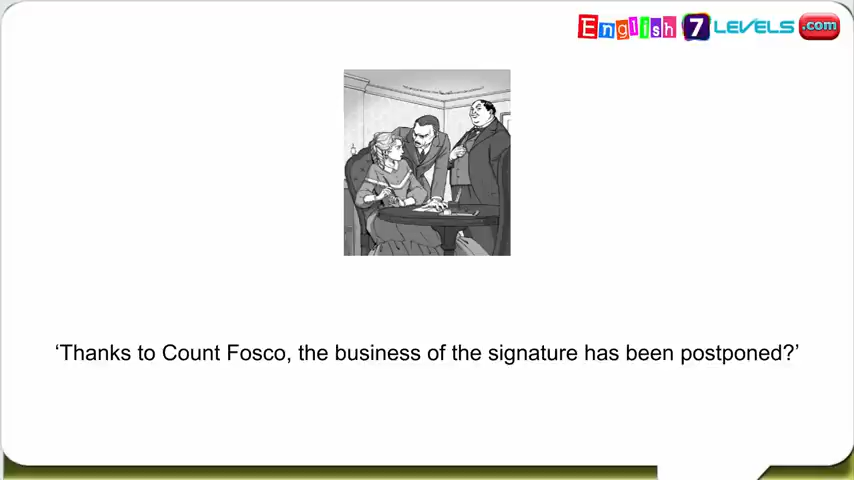 English 7 LEVELS .com
‘Thanks to Count Fosco, the business of the signature has been postponed?’